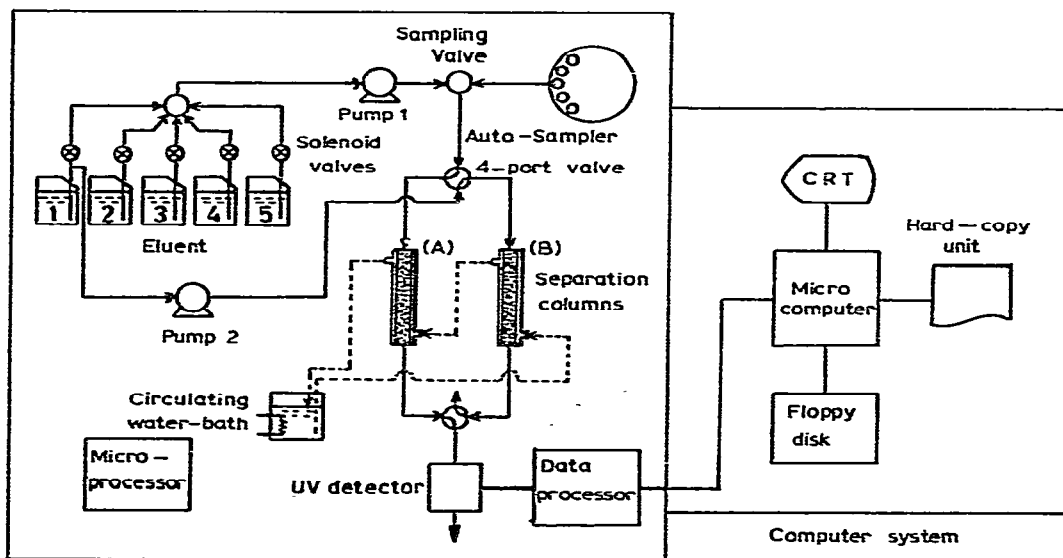 Sampling
Valve
Pump 1
Auto-Sampler
Solenoid
valves
4-port valve
1
2
3
4
5
Eluent
(A)
(B)
Separation
columns
Pump 2
Circulating
water-bath
Micro-
processor
UV detector
Data
processor
CRT
Hard-copy
unit
Micro
computer
Floppy
disk
Computer system